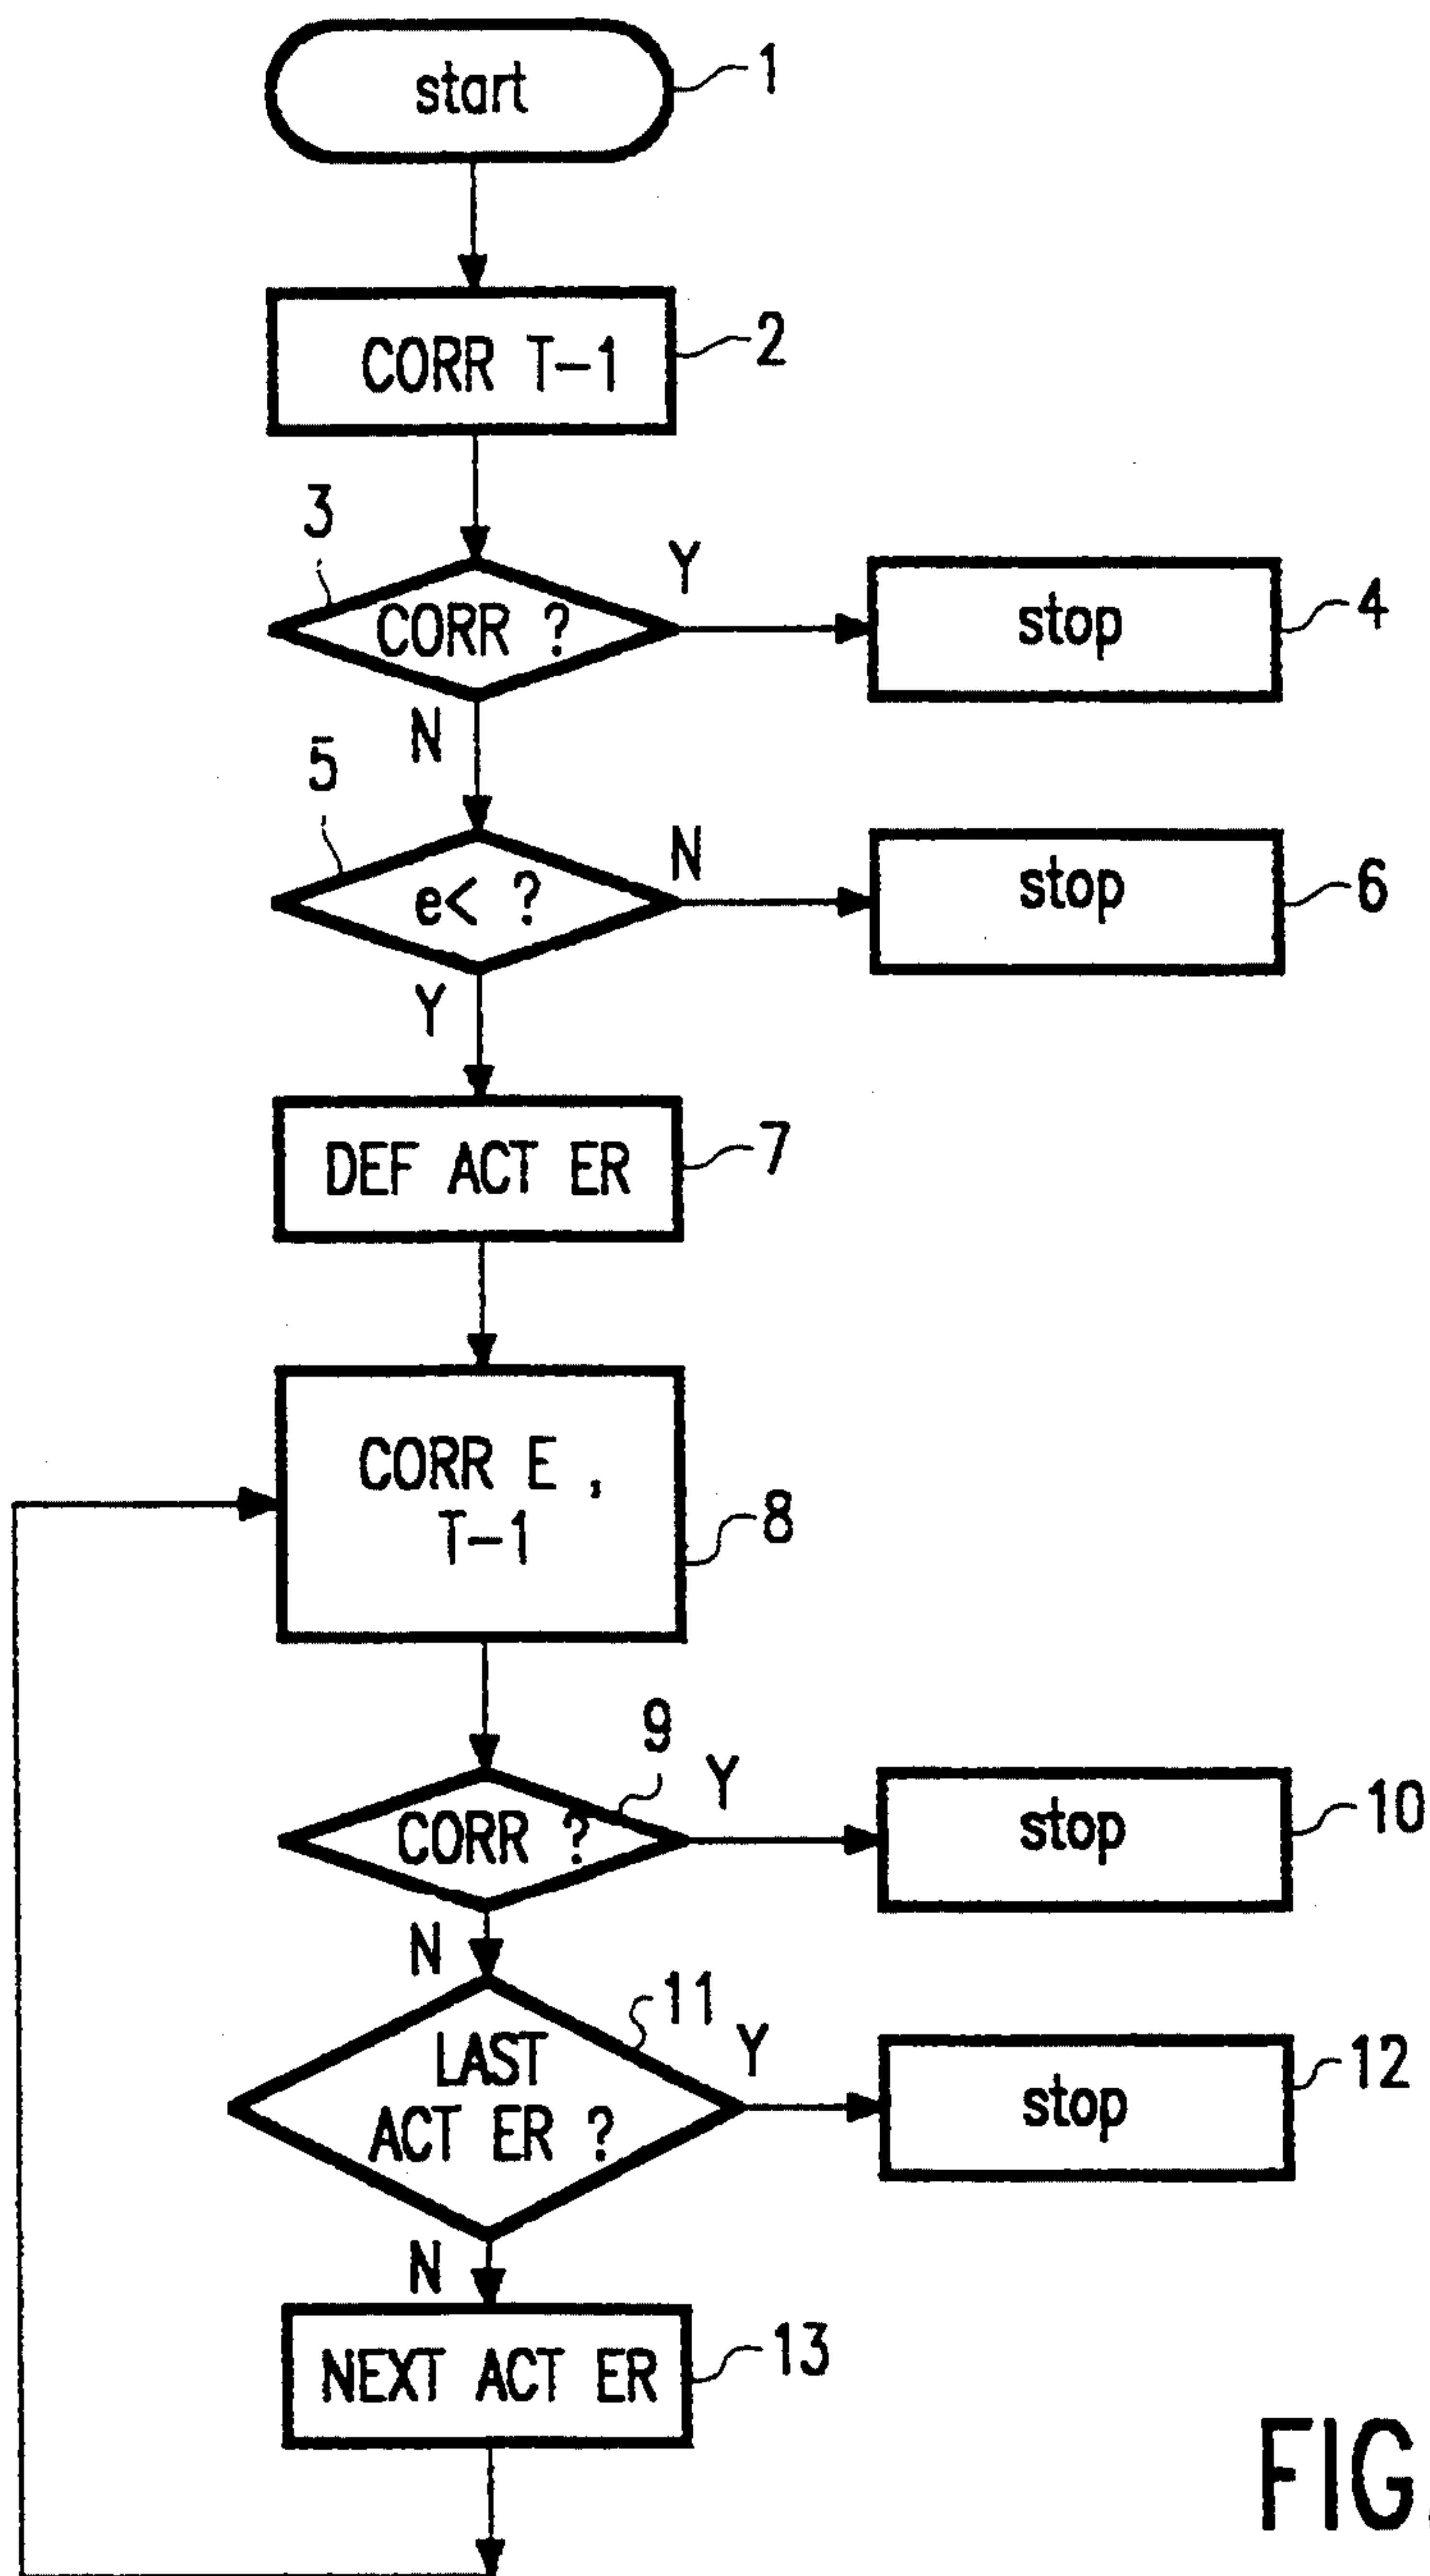 start
1
CORR T-1
2
3
CORR ?
Y
stop
4
N
5
e< ?
N
stop
6
Y
DEF ACT ER
7
CORR E ,
T-1
8
9
CORR ?
Y
stop
10
N
11
LAST
ACT ER ?
Y
stop
12
N
NEXT ACT ER
13
FIG.